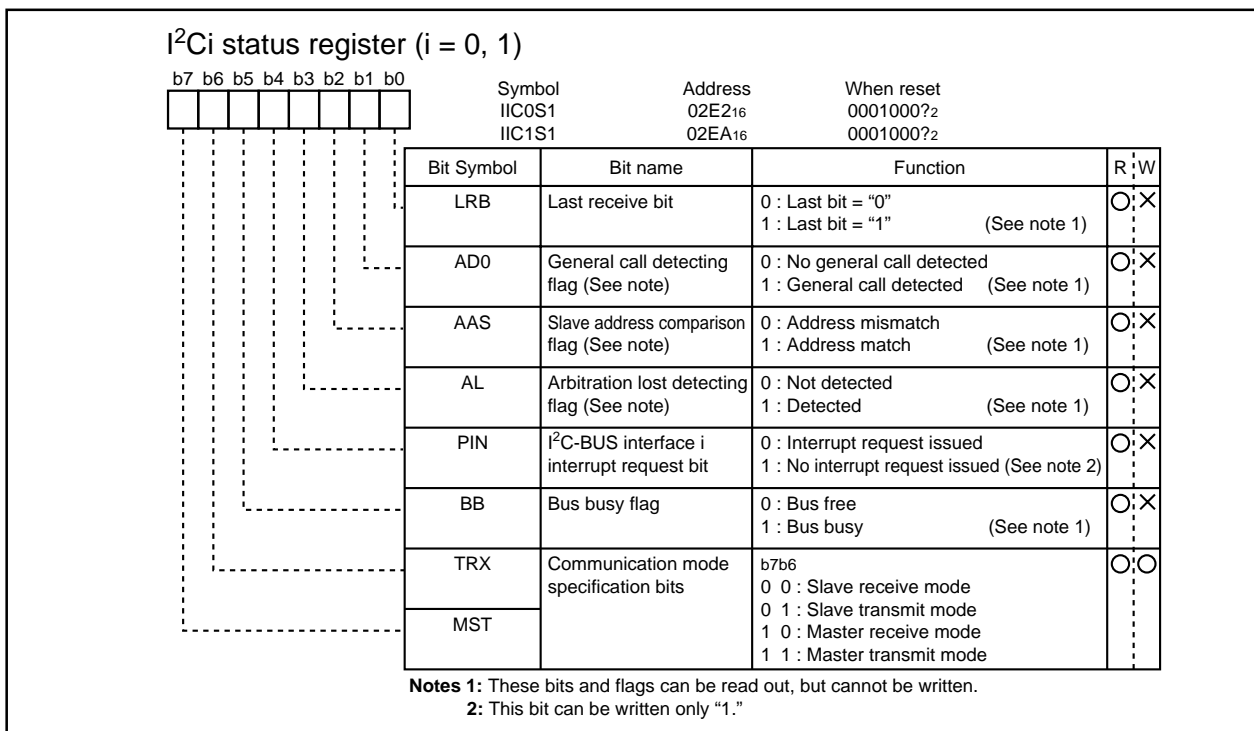 I²Ci status register (i = 0, 1)
b7 b6 b5 b4 b3 b2 b1 b0
Symbol Address When reset
IIC0S1 02E2₁₆ 0001000?₂
IIC1S1 02EA₁₆ 0001000?₂
Bit Symbol Bit name Function R W
LRB Last receive bit 0 : Last bit = “0” ○ ×
1 : Last bit = “1” (See note 1)
AD0 General call detecting 0 : No general call detected ○ ×
flag (See note) 1 : General call detected (See note 1)
AAS Slave address comparison 0 : Address mismatch ○ ×
flag (See note) 1 : Address match (See note 1)
AL Arbitration lost detecting 0 : Not detected ○ ×
flag (See note) 1 : Detected (See note 1)
PIN I²C-BUS interface i 0 : Interrupt request issued ○ ×
interrupt request bit 1 : No interrupt request issued (See note 2)
BB Bus busy flag 0 : Bus free ○ ×
1 : Bus busy (See note 1)
TRX Communication mode b7b6 ○ ○
specification bits 0 0 : Slave receive mode
0 1 : Slave transmit mode
MST 1 0 : Master receive mode
1 1 : Master transmit mode
Notes 1: These bits and flags can be read out, but cannot be written.
2: This bit can be written only “1.”